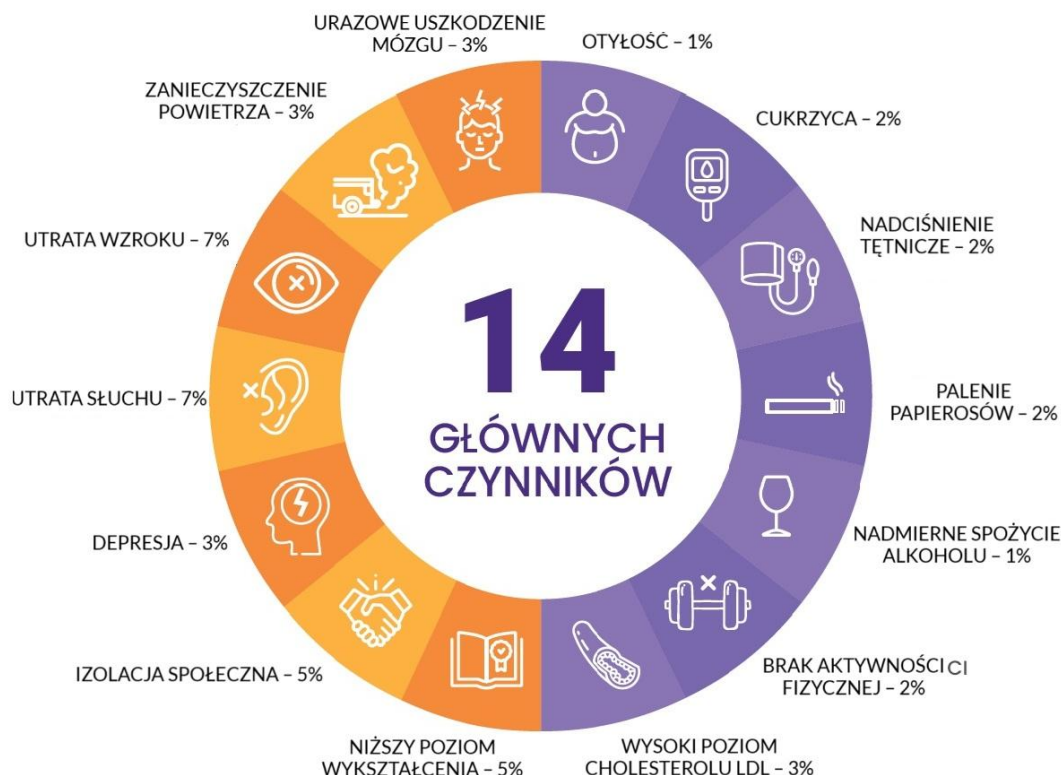 URAZOWE USZKODZENIE
MÓZGU – 3%
OTYŁOŚĆ – 1%
ZANIECZYSZCZENIE
POWIETRZA – 3%
CUKRZYCA – 2%
UTRATA WZROKU – 7%
NADCIŚNIENIE
TĘTNICZE – 2%
14
GŁÓWNYCH
CZYNNIKÓW
UTRATA SŁUCHU – 7%
PALENIE
PAPIEROSÓW – 2%
DEPRESJA – 3%
NADMIERNE SPOŻYCIE
ALKOHOLU – 1%
IZOLACJA SPOŁECZNA – 5%
BRAK AKTYWNOŚCI CI
FIZYCZNEJ – 2%
NIŻSZY POZIOM
WYKSZTAŁCENIA – 5%
WYSOKI POZIOM
CHOLESTEROLU LDL – 3%